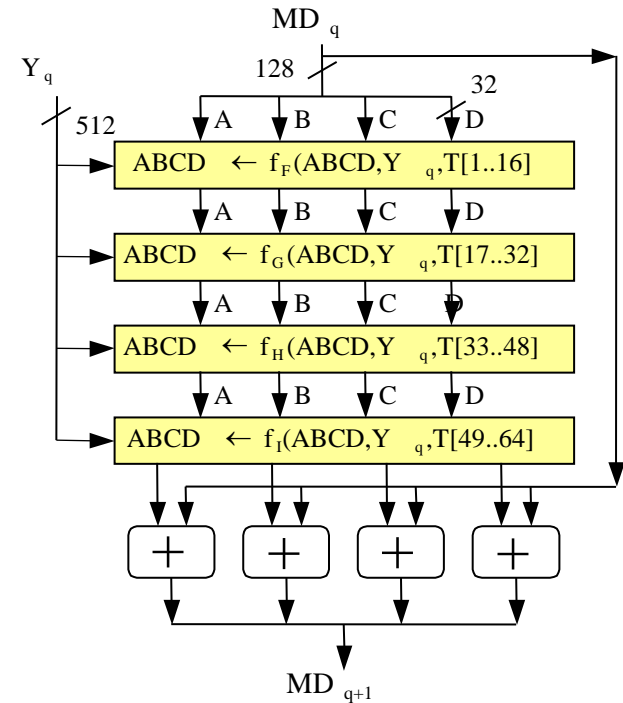 MD q
Y q
128
32
512
A B C D
ABCD ← fF(ABCD,Y q,T[1..16]
A B C D
ABCD ← fG(ABCD,Y q,T[17..32]
A B C D
ABCD ← fH(ABCD,Y q,T[33..48]
A B C D
ABCD ← fI(ABCD,Y q,T[49..64]
+ + + +
MD q+1